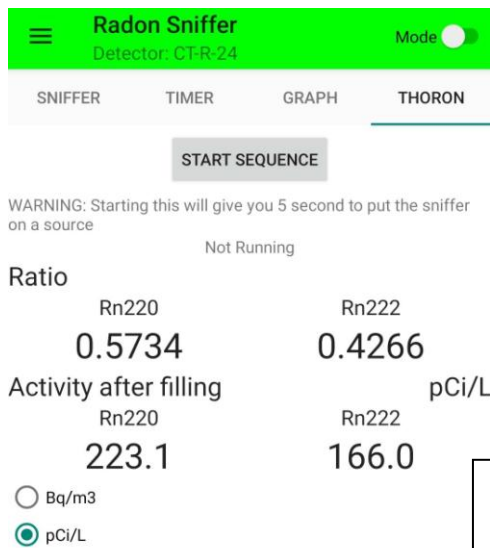 Radon Sniffer
Detector: CT-R-24
Mode
SNIFFER TIMER GRAPH THORON
START SEQUENCE
WARNING: Starting this will give you 5 second to put the sniffer
on a source
Not Running
Ratio
Rn220 Rn222
0.5734 0.4266
Activity after filling pCi/L
Rn220 Rn222
223.1 166.0
Bq/m3
pCi/L